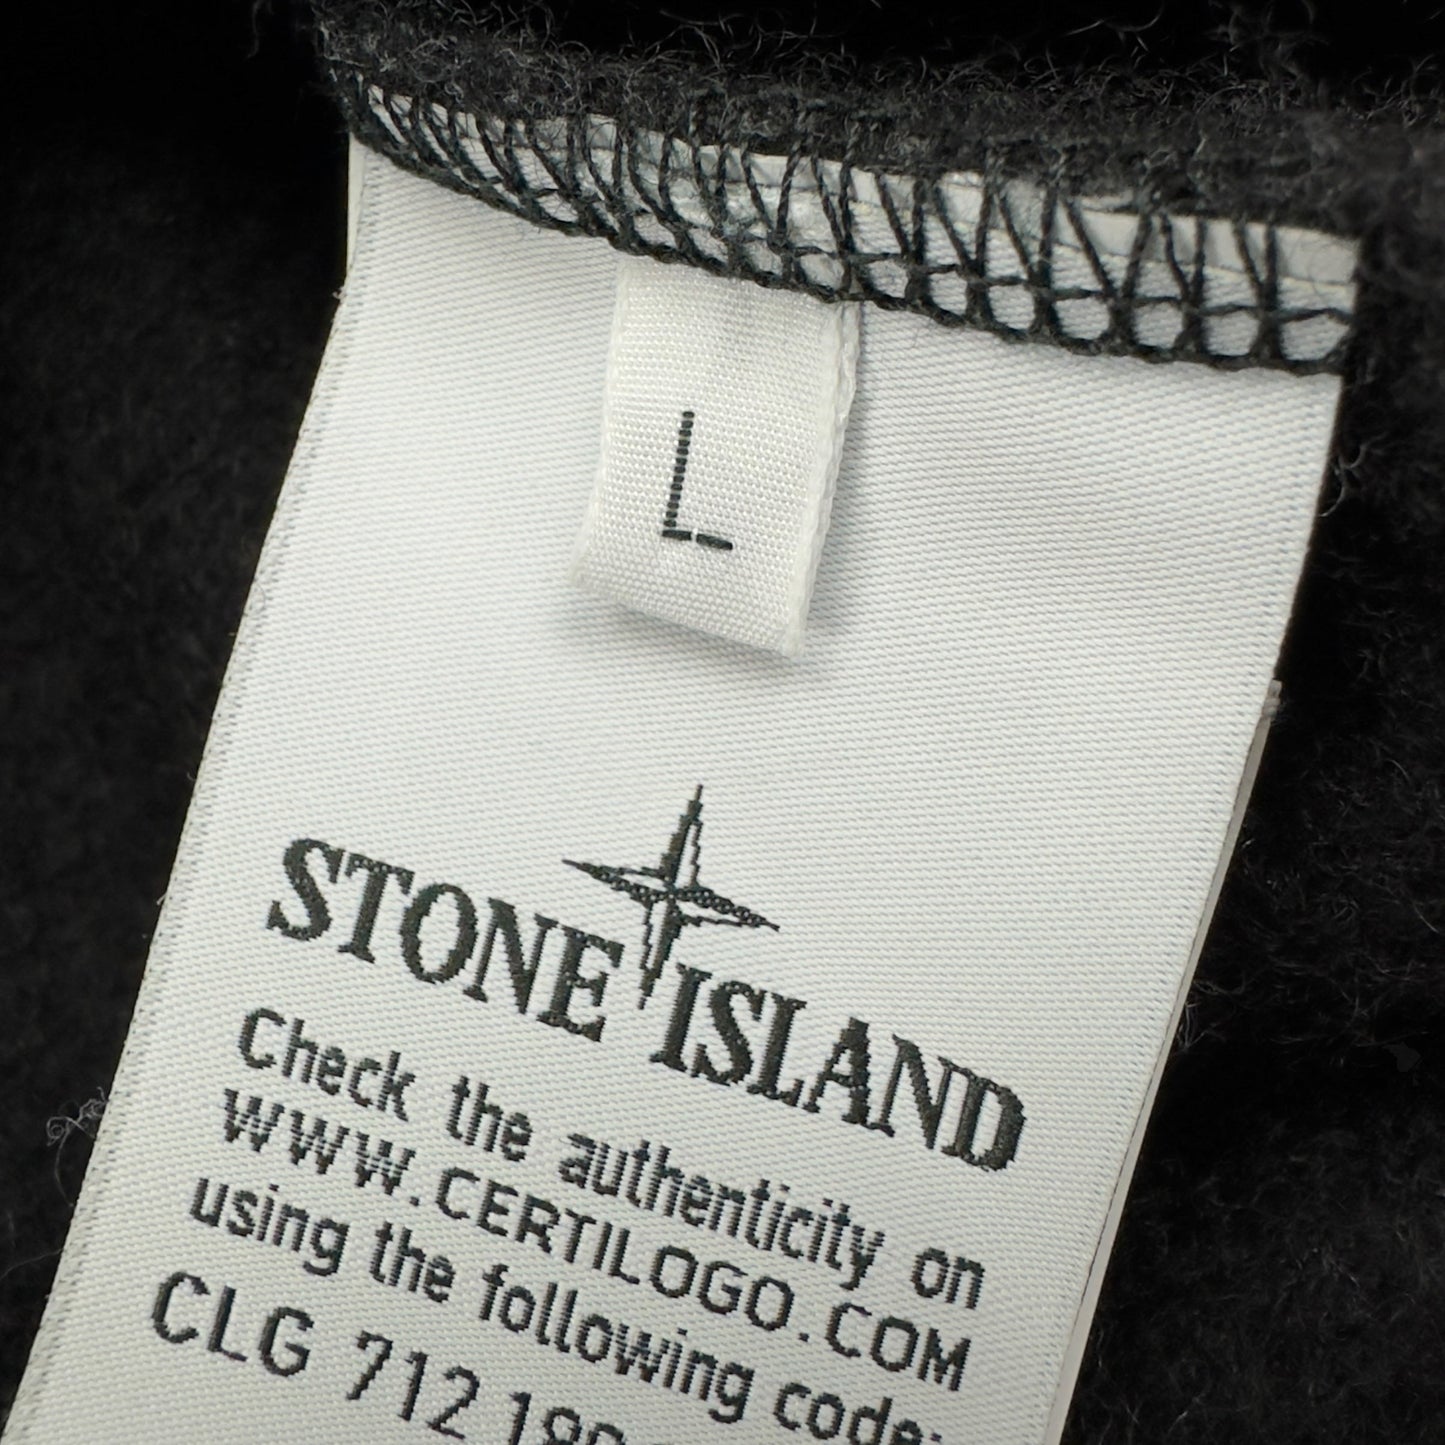 L
STONE ISLAND
Check the authenticity on
WWW.CERTILOGO.COM
using the following code:
CLG 712